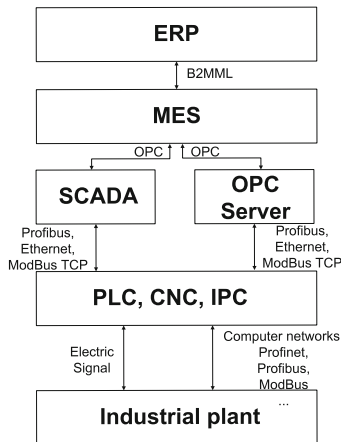 ERP
B2MML
MES
OPC OPC
SCADA
OPC
Server
Profibus,
Ethernet,
ModBus TCP
Profibus,
Ethernet,
ModBus TCP
PLC, CNC, IPC
Electric
Signal
Computer networks
Profinet,
Profibus,
ModBus
...
Industrial plant